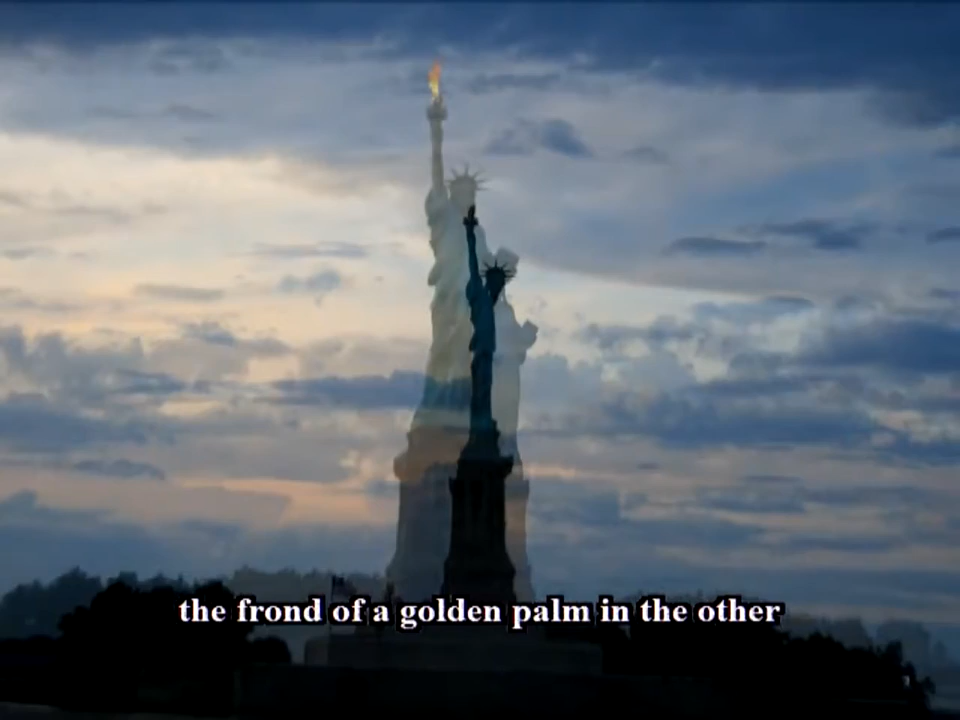 the frond of a golden palm in the other